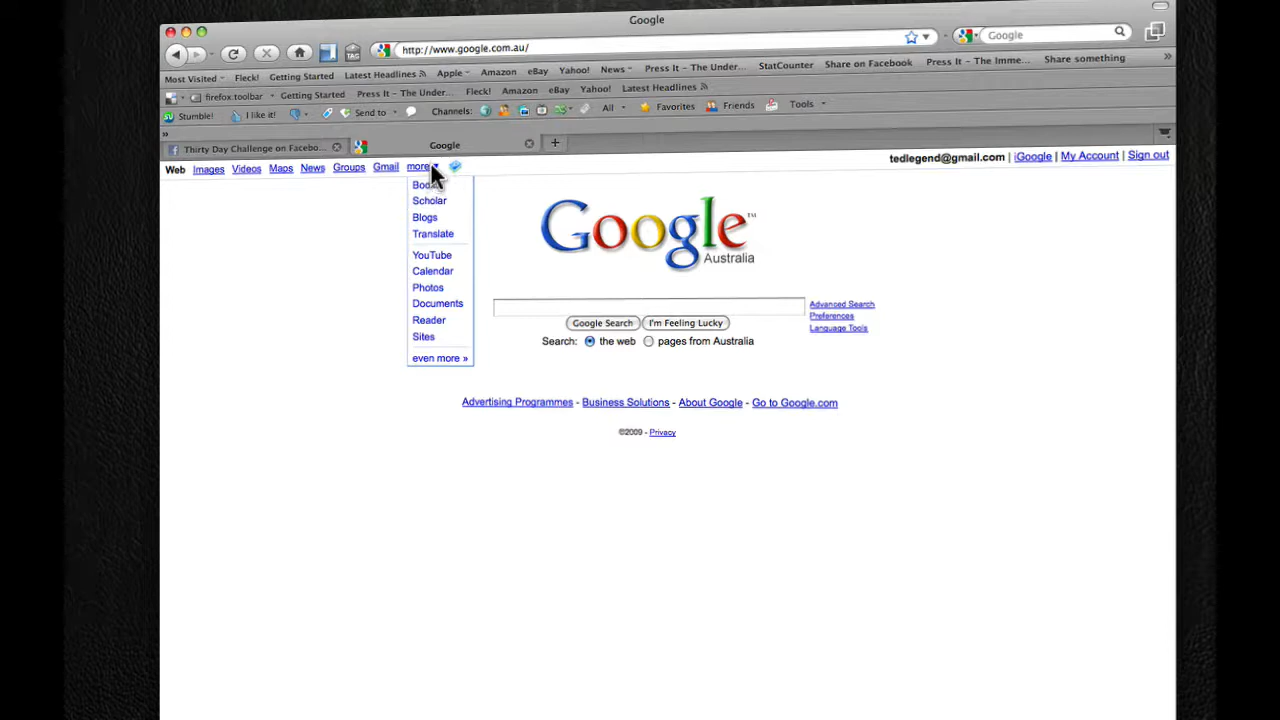 Google
http://www.google.com.au/
Google
Most Visited Fleck! Getting Started Latest Headlines Apple Amazon eBay Yahoo! News Press It – The Under... StatCounter Share on Facebook Press It – The Imme... Share something »
firefox.toolbar Getting Started Press It – The Under... Fleck! Amazon eBay Yahoo! Latest Headlines
Stumble! I like it! Send to Channels: All Favorites Friends Tools
»
Thirty Day Challenge on Facebo... Google
Web Images Videos Maps News Groups Gmail more tedlegend@gmail.com | iGoogle | My Account | Sign out
Scholar
Blogs
Translate
YouTube
Calendar
Photos
Documents
Reader
Sites
even more »
Google™
Australia
Advanced Search
Preferences
Language Tools
Google Search I'm Feeling Lucky
Search: the web pages from Australia
Advertising Programmes - Business Solutions - About Google - Go to Google.com
©2009 - Privacy